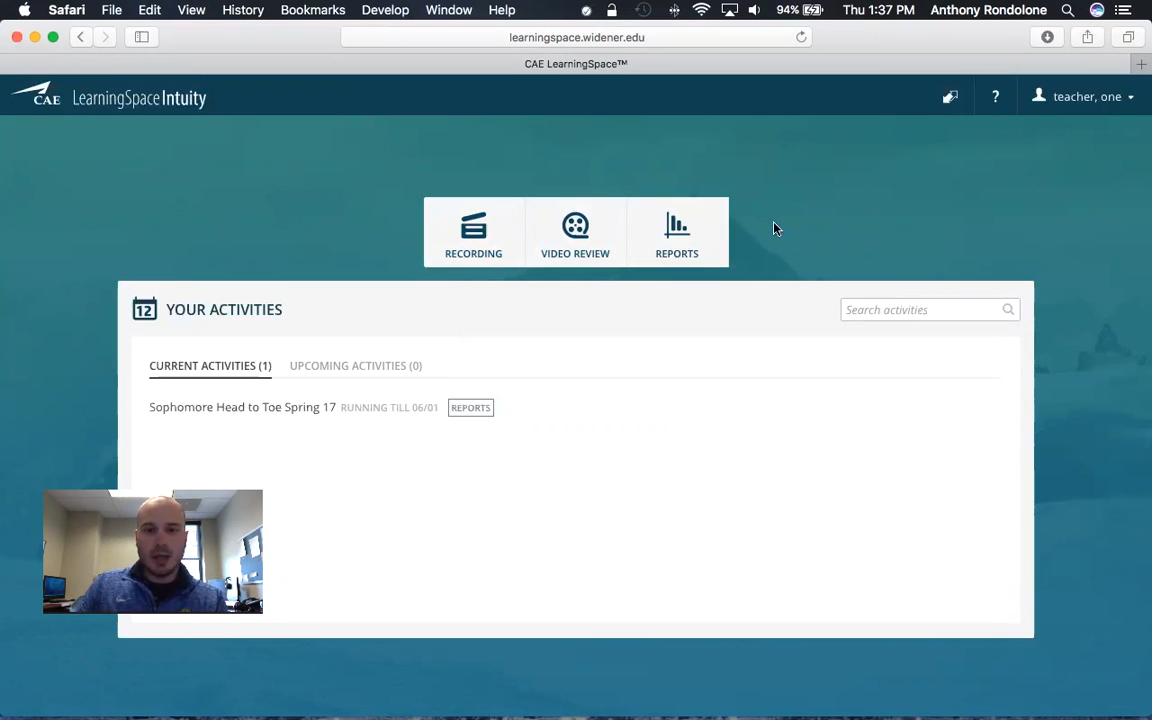 Safari File Edit View History Bookmarks Develop Window Help 94% Thu 1:37 PM Anthony Rondolone
learningspace.widener.edu
CAE LearningSpace™
CAE LearningSpace Intuity ? teacher, one
RECORDING VIDEO REVIEW REPORTS
12 YOUR ACTIVITIES Search activities
CURRENT ACTIVITIES (1) UPCOMING ACTIVITIES (0)
Sophomore Head to Toe Spring 17 RUNNING TILL 06/01 REPORTS